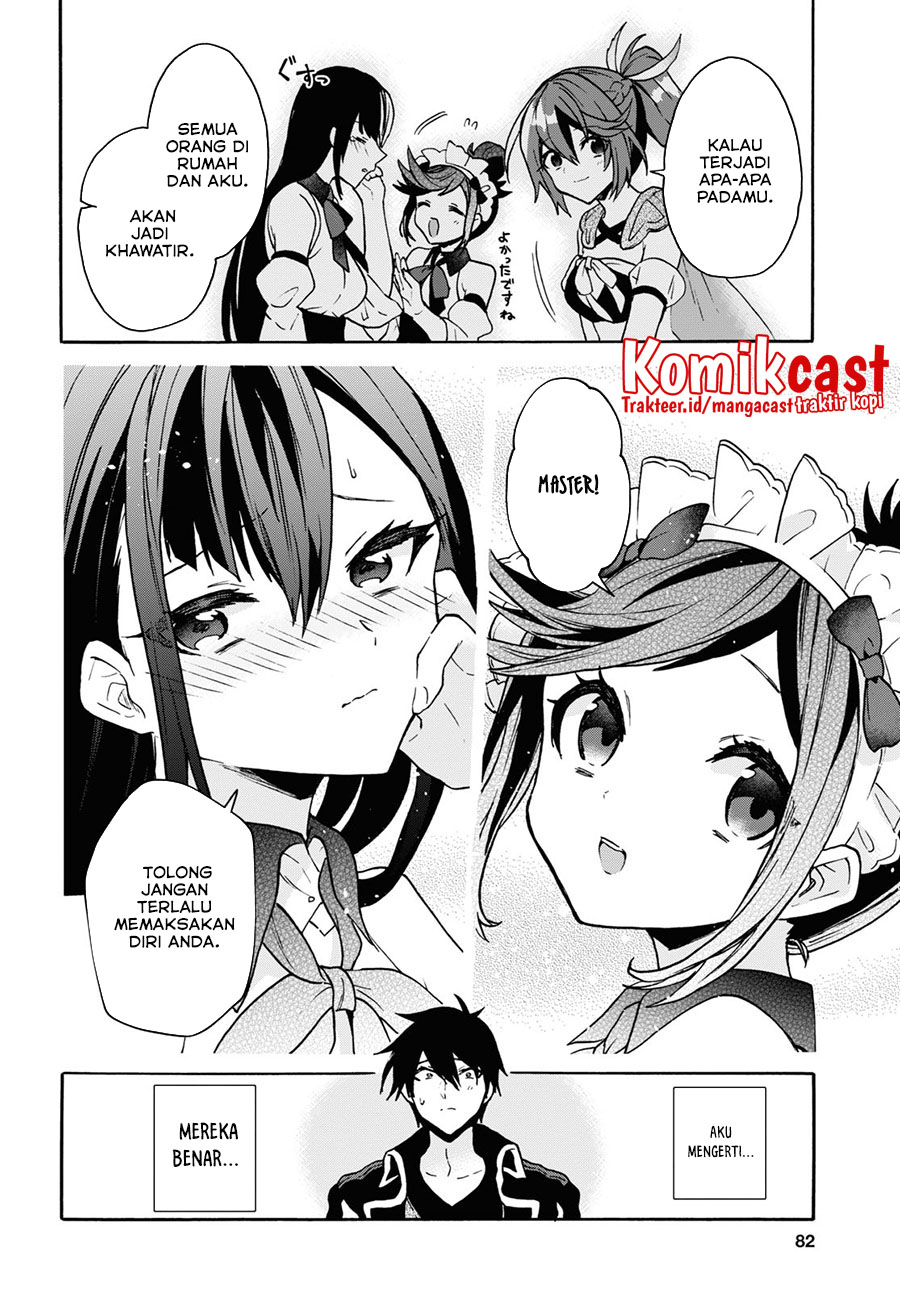 KALAU
TERJADI
APA-APA
PADAMU.
ぐすっ
SEMUA
ORANG DI
RUMAH
DAN AKU.
AKAN
JADI
KHAWATIR.
よかったですね
Komikcast
Trakteer.id/mangacast traktir kopi
MASTER!
TOLONG
JANGAN
TERLALU
MEMAKSAKAN
DIRI ANDA.
AKU
MENGERTI...
MEREKA
BENAR...
82